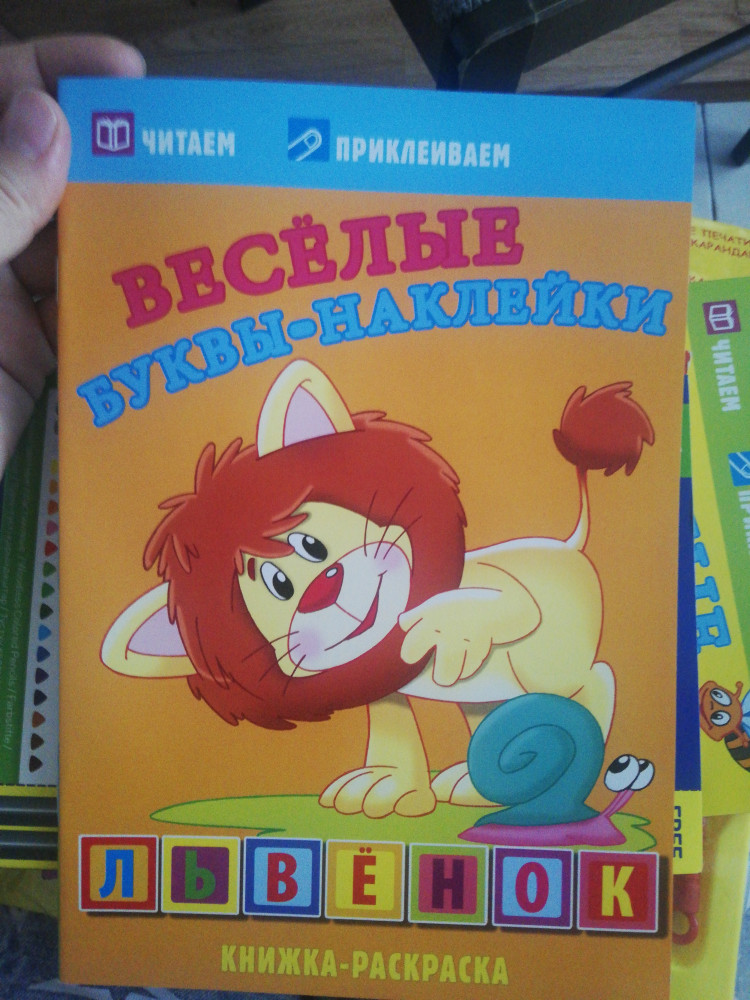 ЧИТАЕМ ПРИКЛЕИВАЕМ
ВЕСЁЛЫЕ
БУКВЫ-НАКЛЕЙКИ
ЛЬВЁНОК
КНИЖКА-РАСКРАСКА
ЧИТАЕМ